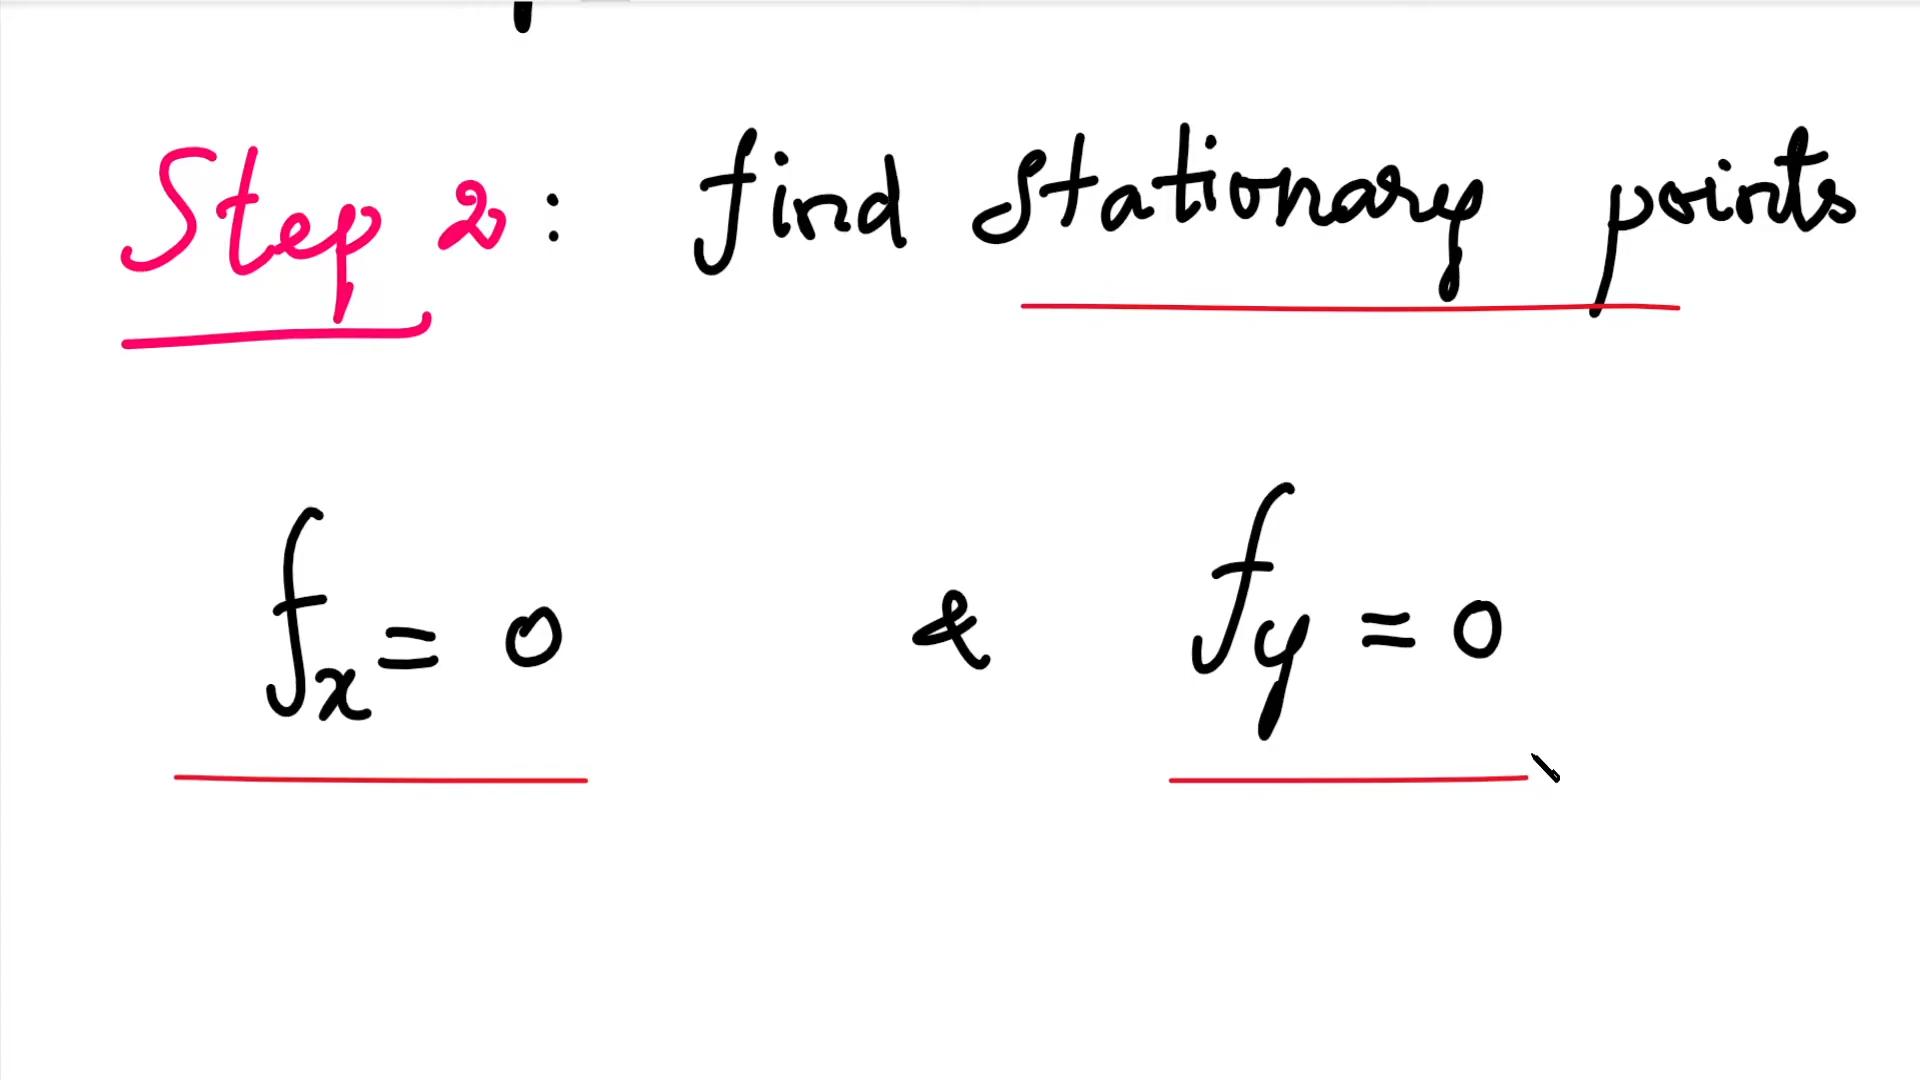 Step 2: find stationary points
fx = 0 & fy = 0